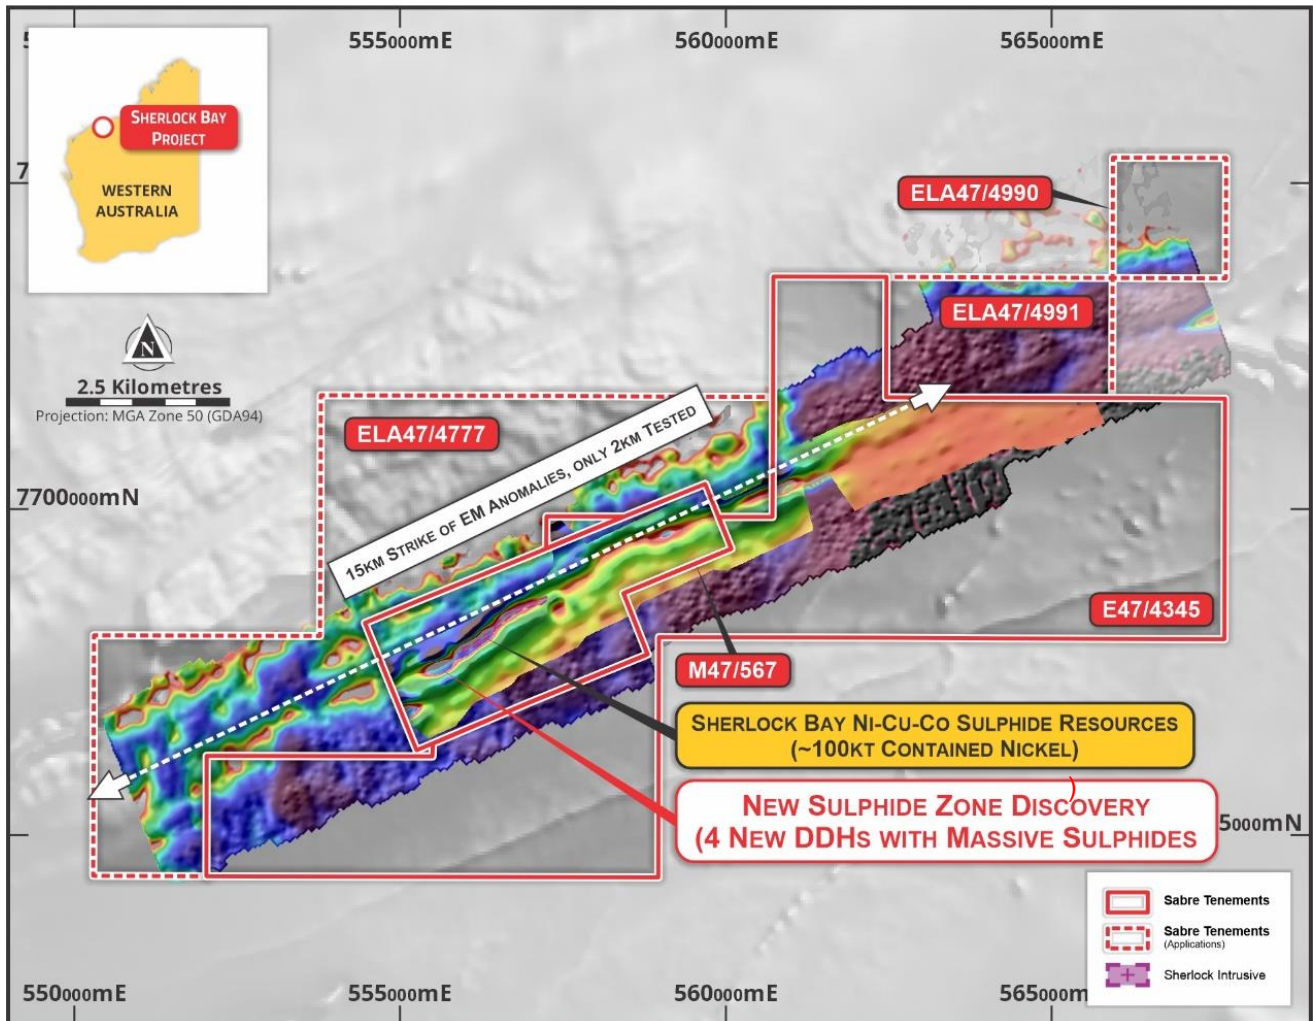 555000mE
560000mE
565000mE
SHERLOCK BAY
PROJECT
WESTERN
AUSTRALIA
7
ELA47/4990
ELA47/4991
N
2.5 Kilometres
Projection: MGA Zone 50 (GDA94)
ELA47/4777
15KM STRIKE OF EM ANOMALIES, ONLY 2KM TESTED
7700000mN
E47/4345
M47/567
SHERLOCK BAY NI-CU-CO SULPHIDE RESOURCES
(~100KT CONTAINED NICKEL)
NEW SULPHIDE ZONE DISCOVERY
)
(4 NEW DDHS WITH MASSIVE SULPHIDES
5000mN
Sabre Tenements
Sabre Tenements
(Applications)
Sherlock Intrusive
550000mE
555000mE
560000mE
565000m